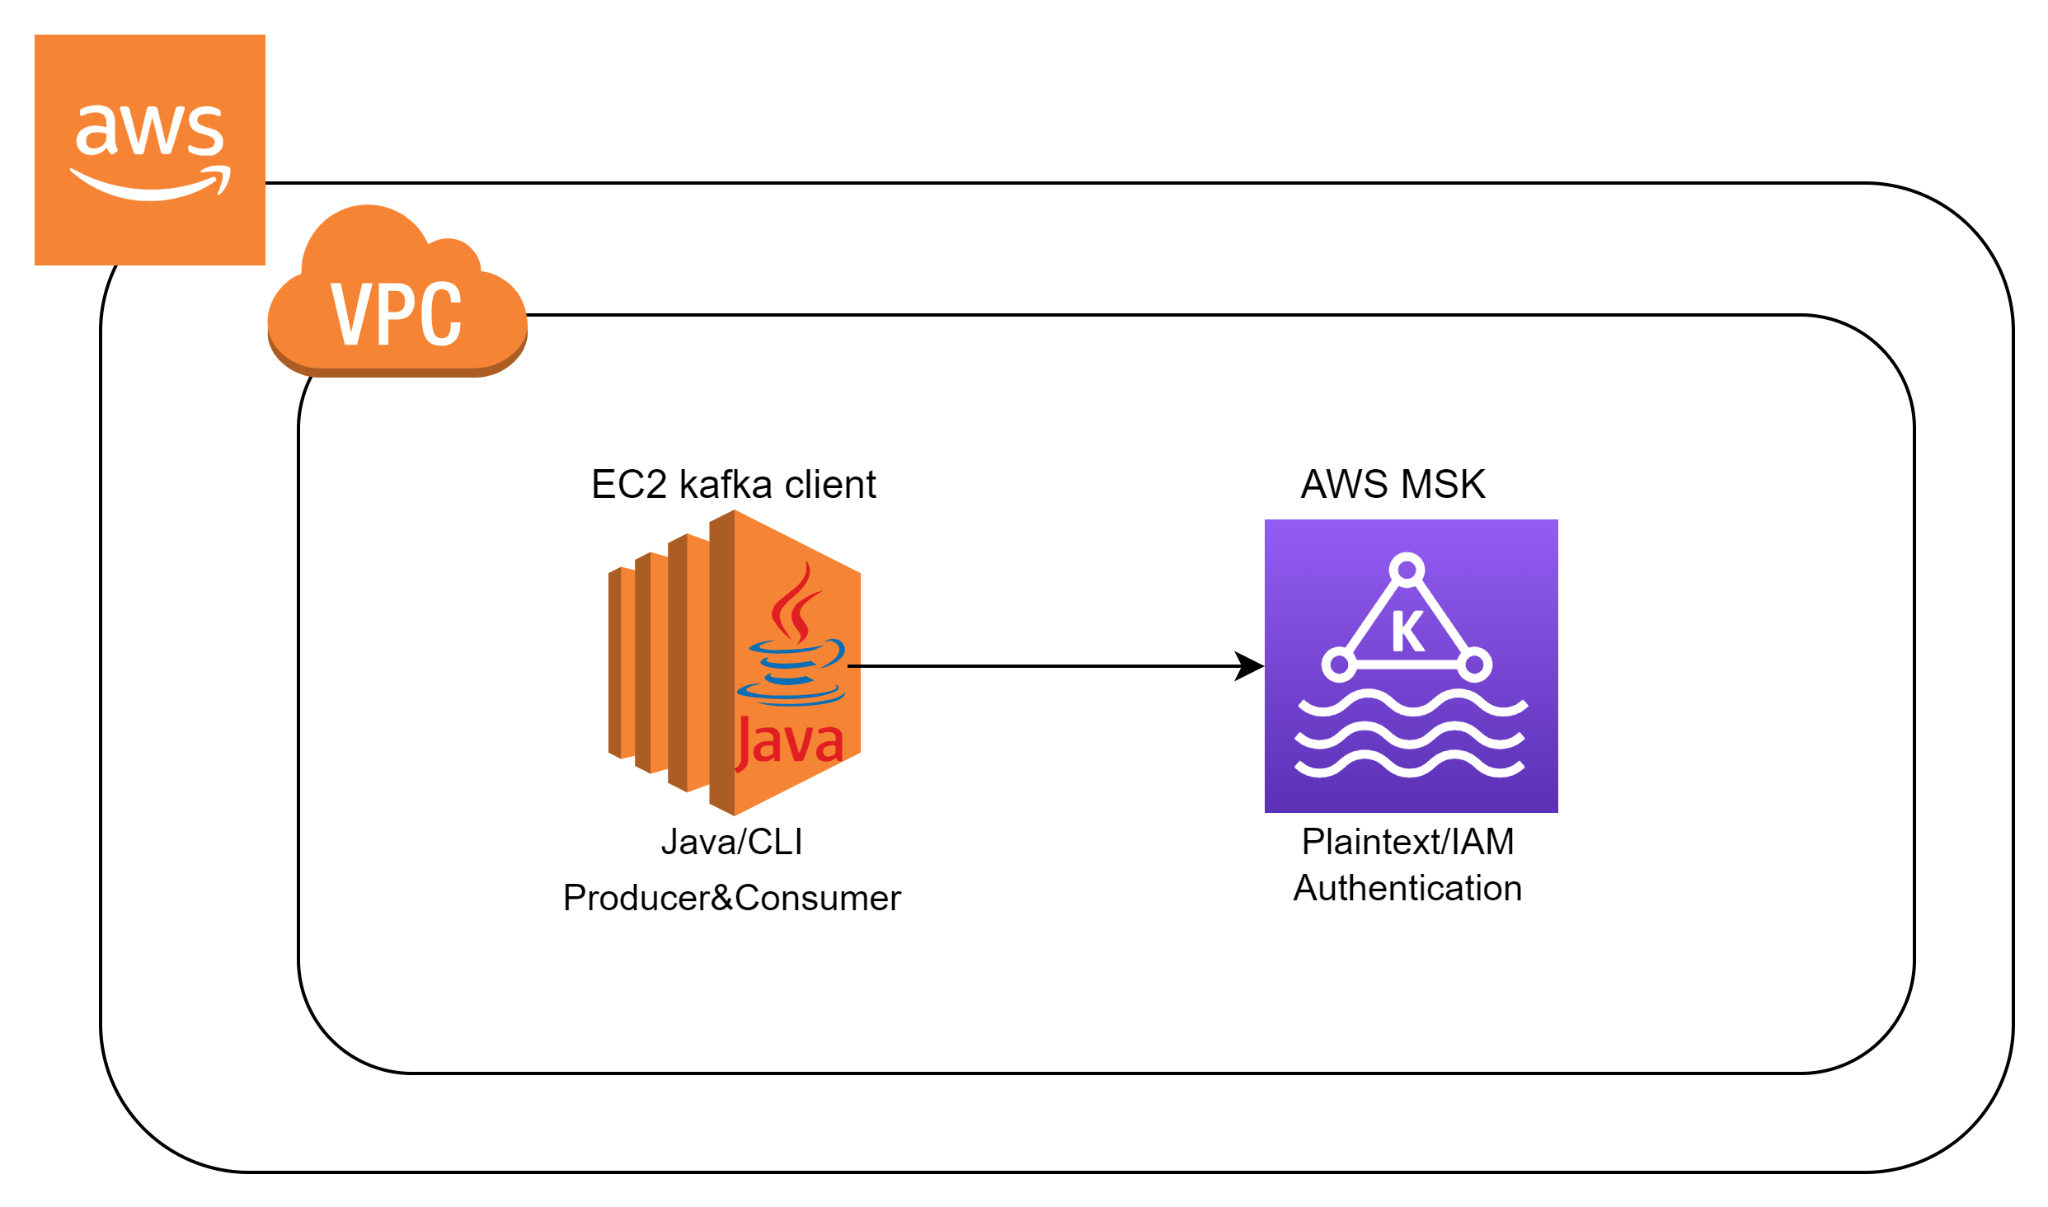 aws
VPC
EC2 kafka client
AWS MSK
K
Java
Java/CLI
Producer&Consumer
Plaintext/IAM
Authentication